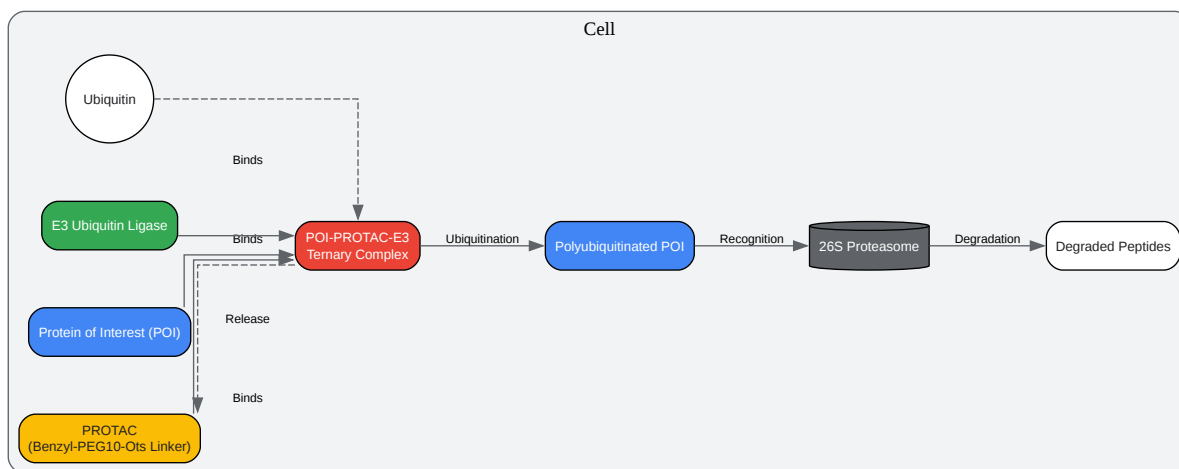 Cell
Ubiquitin
Binds
E3 Ubiquitin Ligase
Binds
POI-PROTAC-E3
Ternary Complex
Ubiquitination
Polyubiquitinated POI
Recognition
26S Proteasome
Degradation
Degraded Peptides
Protein of Interest (POI)
Release
Binds
PROTAC
(Benzyl-PEG10-Ots Linker)